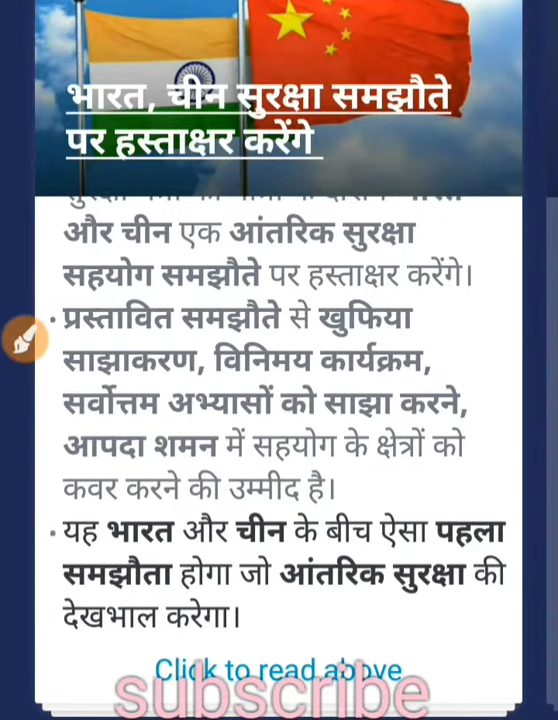 भारत, चीन सुरक्षा समझौते
पर हस्ताक्षर करेंगे
और चीन एक आंतरिक सुरक्षा
सहयोग समझौते पर हस्ताक्षर करेंगे।
• प्रस्तावित समझौते से खुफिया
साझाकरण, विनिमय कार्यक्रम,
सर्वोत्तम अभ्यासों को साझा करने,
आपदा शमन में सहयोग के क्षेत्रों को
कवर करने की उम्मीद है।
• यह भारत और चीन के बीच ऐसा पहला
समझौता होगा जो आंतरिक सुरक्षा की
देखभाल करेगा।
Click to read above
subscribe